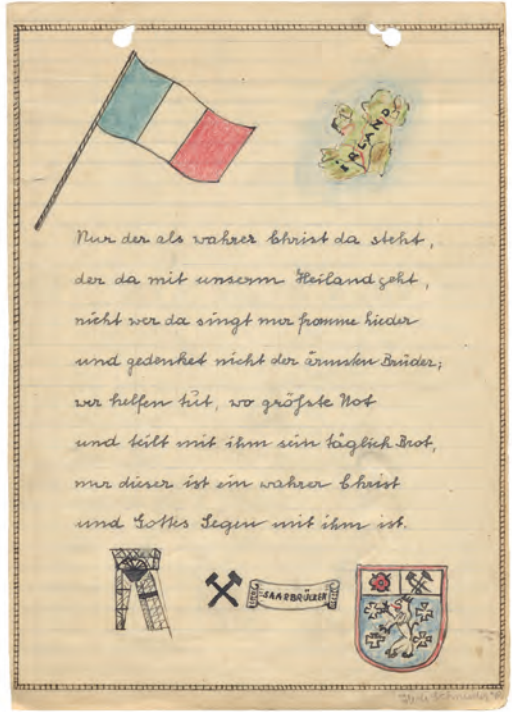 IRLAND
Nur der als wahrer Christ da steht,
der da mit unserm Heiland geht,
nicht wer da singt nur fromme Lieder
und gedenket nicht der ärmsten Brüder;
wer helfen tut, wo größte Not
und teilt mit ihm sein täglich Brot,
nur dieser ist ein wahrer Christ
und Gottes Segen mit ihm ist.
SAARBRÜCKEN
Schneider